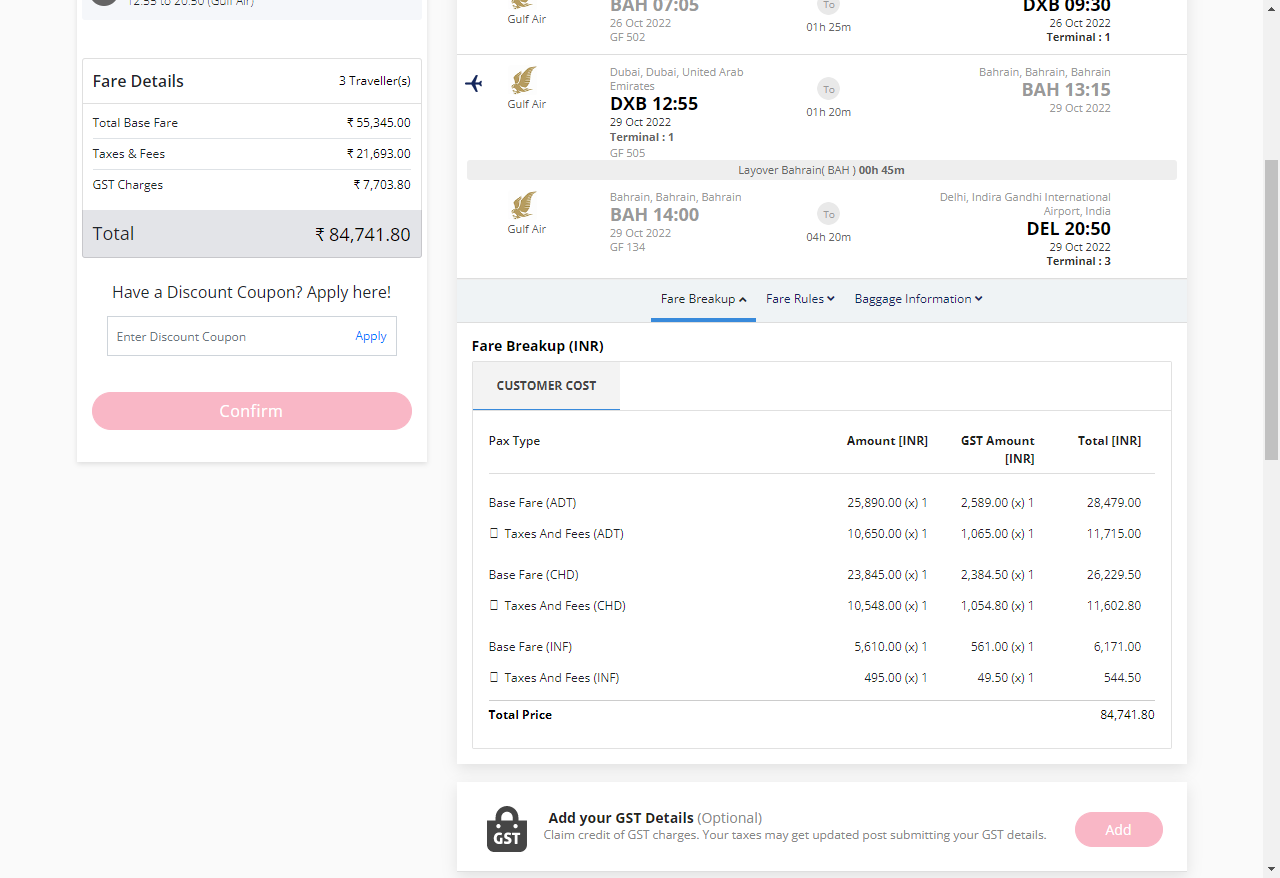 12:55 to 20:50 (Gulf Air)
Fare Details
3 Traveller(s)
Total Base Fare
₹ 55,345.00
Taxes & Fees
₹ 21,693.00
GST Charges
₹ 7,703.80
Total
₹ 84,741.80
Have a Discount Coupon? Apply here!
Enter Discount Coupon
Apply
Confirm
Gulf Air
BAH 07:05
26 Oct 2022
GF 502
To
01h 25m
DXB 09:30
26 Oct 2022
Terminal : 1
Gulf Air
Dubai, Dubai, United Arab
Emirates
DXB 12:55
29 Oct 2022
Terminal : 1
GF 505
To
01h 20m
Bahrain, Bahrain, Bahrain
BAH 13:15
29 Oct 2022
Layover Bahrain( BAH ) 00h 45m
Gulf Air
Bahrain, Bahrain, Bahrain
BAH 14:00
29 Oct 2022
GF 134
To
04h 20m
Delhi, Indira Gandhi International
Airport, India
DEL 20:50
29 Oct 2022
Terminal : 3
Fare Breakup
Fare Rules
Baggage Information
Fare Breakup (INR)
CUSTOMER COST
Pax Type
Amount [INR]
GST Amount
[INR]
Total [INR]
Base Fare (ADT)
25,890.00 (x) 1
2,589.00 (x) 1
28,479.00
Taxes And Fees (ADT)
10,650.00 (x) 1
1,065.00 (x) 1
11,715.00
Base Fare (CHD)
23,845.00 (x) 1
2,384.50 (x) 1
26,229.50
Taxes And Fees (CHD)
10,548.00 (x) 1
1,054.80 (x) 1
11,602.80
Base Fare (INF)
5,610.00 (x) 1
561.00 (x) 1
6,171.00
Taxes And Fees (INF)
495.00 (x) 1
49.50 (x) 1
544.50
Total Price
84,741.80
GST
Add your GST Details (Optional)
Claim credit of GST charges. Your taxes may get updated post submitting your GST details.
Add